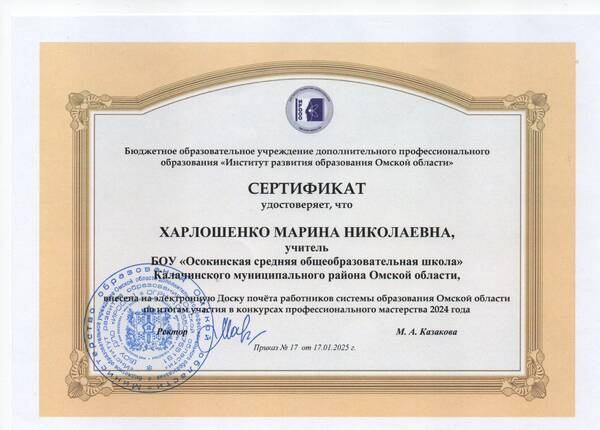 Бюджетное образовательное учреждение дополнительного профессионального
образования «Институт развития образования Омской области»
СЕРТИФИКАТ
удостоверяет, что
ХАРЛОШЕНКО МАРИНА НИКОЛАЕВНА,
учитель
БОУ «Осокинская средняя общеобразовательная школа»
Калачинского муниципального района Омской области,
внесена на электронную Доску почёта работников системы образования Омской области
по итогам участия в конкурсах профессионального мастерства 2024 года
Ректор М. А. Казакова
Приказ № 17 от 17.01.2025 г.